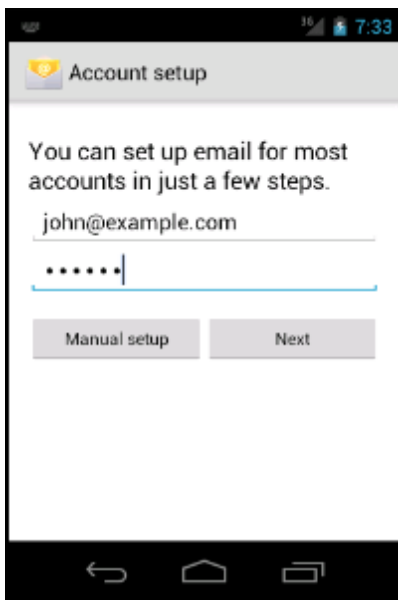 3G 7:33
Account setup
You can set up email for most
accounts in just a few steps.
john@example.com
••••••
Manual setup Next